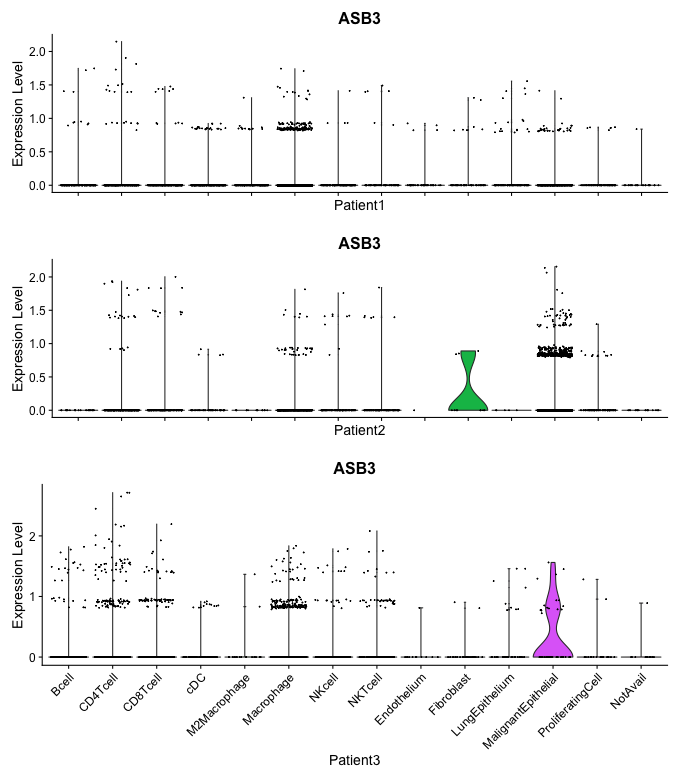 ASB3
Expression Level
2.0
1.5
1.0
0.5
0.0
Patient1
ASB3
Expression Level
2.0
1.5
1.0
0.5
0.0
Patient2
ASB3
Expression Level
2
1
0
Bcell
CD4Tcell
CD8Tcell
cDC
M2Macrophage
Macrophage
NKcell
NKTcell
Endothelium
Fibroblast
LungEpithelium
MalignantEpithelial
ProliferatingCell
NotAvail
Patient3